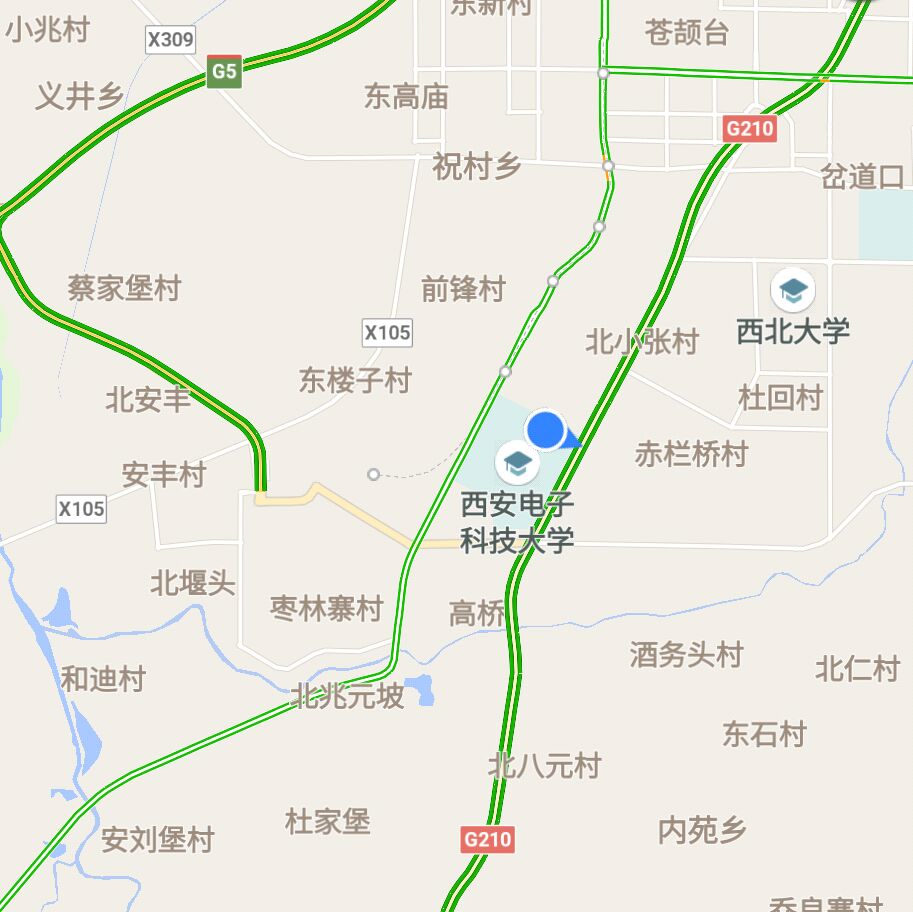 东新村
小兆村
X309
苍颉台
G5
义井乡
东高庙
G210
祝村乡
岔道口
蔡家堡村
前锋村
X105
北小张村
西北大学
东楼子村
北安丰
杜回村
安丰村
赤栏桥村
X105
西安电子
科技大学
北堰头
枣林寨村
高桥
酒务头村
北仁村
和迪村
北兆元坡
东石村
北八元村
杜家堡
内苑乡
安刘堡村
G210